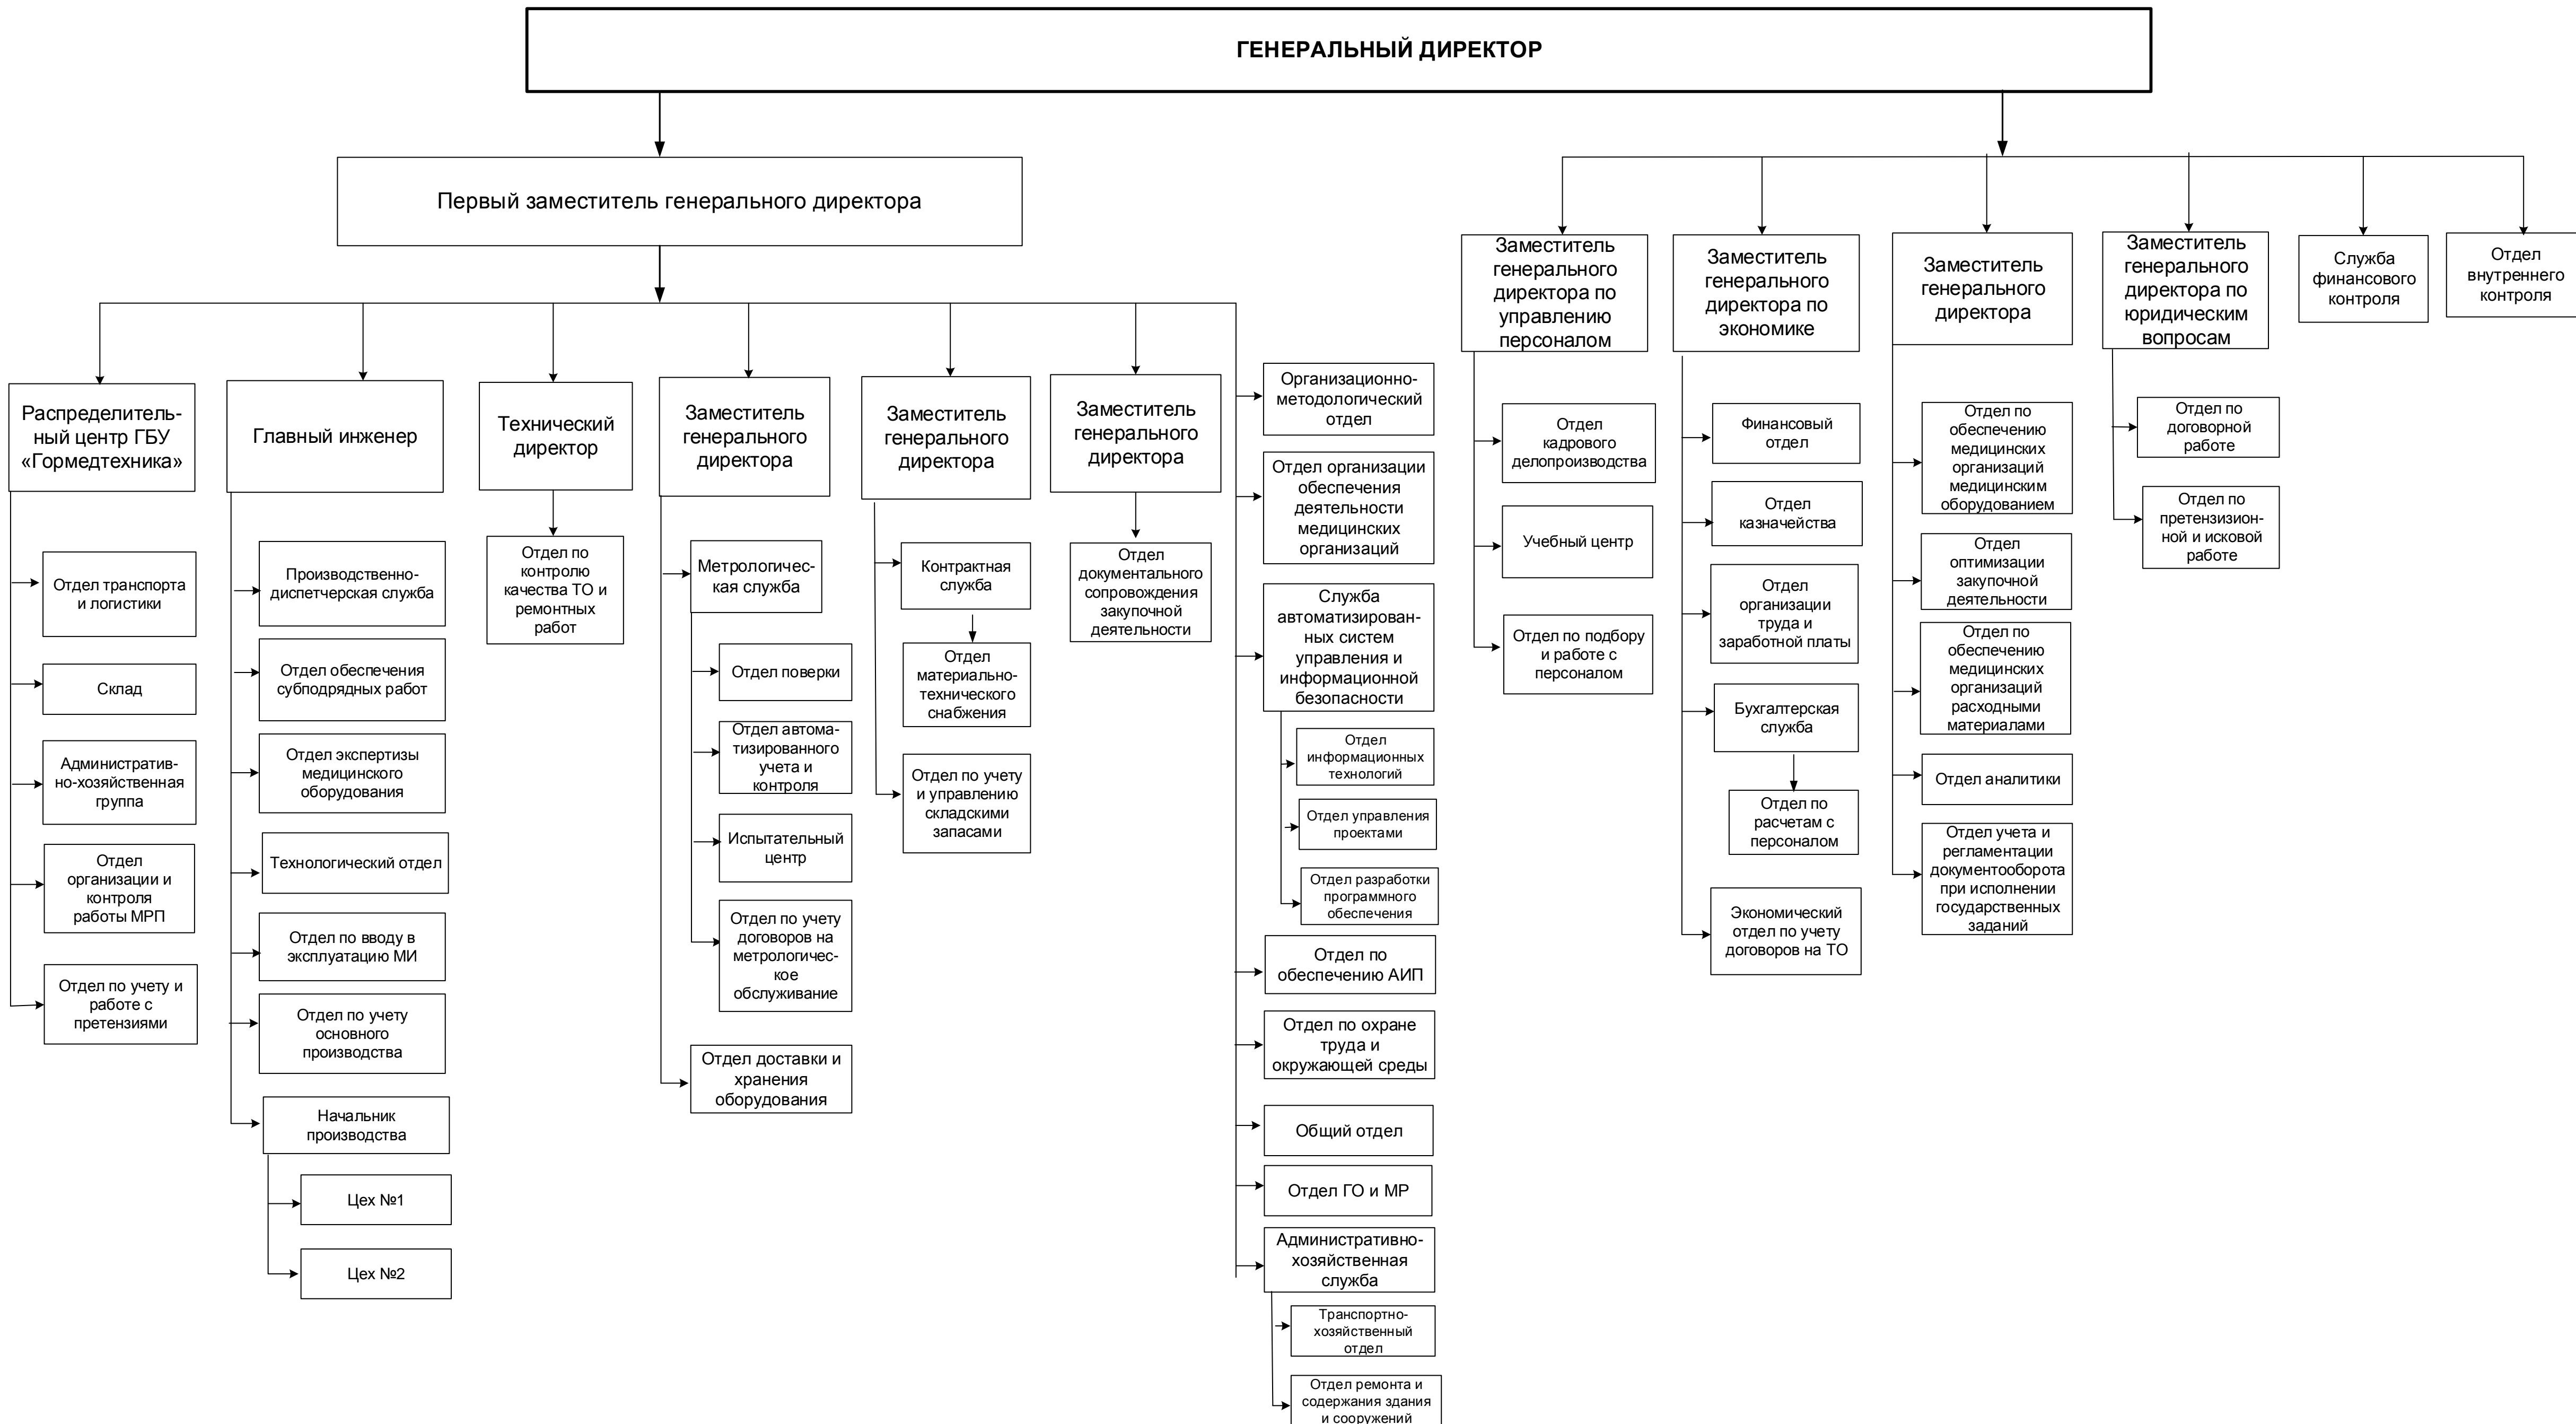 ГЕНЕРАЛЬНЫЙ ДИРЕКТОР
Первый заместитель генерального директора
Распределитель-
ный центр ГБУ
«Гормедтехника»
Отдел транспорта
и логистики
Склад
Административ-
но-хозяйственная
группа
Отдел
организации и
контроля
работы МРП
Отдел по учету и
работе с
претензиями
Главный инженер
Производственно-
диспетчерская служба
Отдел обеспечения
субподрядных работ
Отдел экспертизы
медицинского
оборудования
Технологический отдел
Отдел по вводу в
эксплуатацию МИ
Отдел по учету
основного
производства
Начальник
производства
Цех №1
Цех №2
Технический
директор
Отдел по
контролю
качества ТО и
ремонтных
работ
Заместитель
генерального
директора
Метрологичес-
кая служба
Отдел поверки
Отдел автома-
тизированного
учета и
контроля
Испытательный
центр
Отдел по учету
договоров на
метрологичес-
кое
обслуживание
Отдел доставки и
хранения
оборудования
Заместитель
генерального
директора
Контрактная
служба
Отдел
материально-
технического
снабжения
Отдел по учету
и управлению
складскими
запасами
Заместитель
генерального
директора
Отдел
документального
сопровождения
закупочной
деятельности
Организационно-
методологический
отдел
Отдел организации
обеспечения
деятельности
медицинских
организаций
Служба
автоматизирован-
ных систем
управления и
информационной
безопасности
Отдел
информационных
технологий
Отдел управления
проектами
Отдел разработки
программного
обеспечения
Отдел по
обеспечению АИП
Отдел по охране
труда и
окружающей среды
Общий отдел
Отдел ГО и МР
Административно-
хозяйственная
служба
Транспортно-
хозяйственный
отдел
Отдел ремонта и
содержания здания
и сооружений
Заместитель
генерального
директора по
управлению
персоналом
Отдел
кадрового
делопроизводства
Учебный центр
Отдел по подбору
и работе с
персоналом
Заместитель
генерального
директора по
экономике
Финансовый
отдел
Отдел
казначейства
Отдел
организации
труда и
заработной платы
Бухгалтерская
служба
Отдел по
расчетам с
персоналом
Экономический
отдел по учету
договоров на ТО
Заместитель
генерального
директора
Отдел по
обеспечению
медицинских
организаций
медицинским
оборудованием
Отдел
оптимизации
закупочной
деятельности
Отдел по
обеспечению
медицинских
организаций
расходными
материалами
Отдел аналитики
Отдел учета и
регламентации
документооборота
при исполнении
государственных
заданий
Заместитель
генерального
директора по
юридическим
вопросам
Отдел по
договорной
работе
Отдел по
претензизион-
ной и исковой
работе
Служба
финансового
контроля
Отдел
внутреннего
контроля